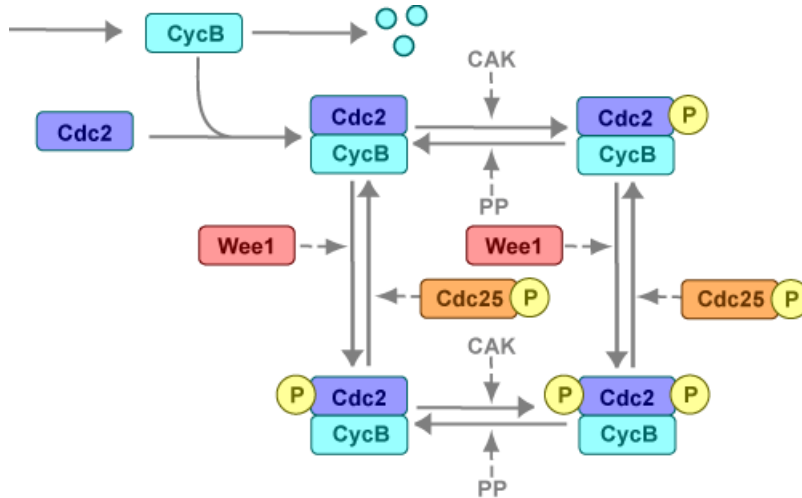 CycB
CAK
Cdc2
Cdc2
CycB
Cdc2 P
CycB
PP
Wee1
Wee1
Cdc25 P
Cdc25 P
CAK
P Cdc2
CycB
P Cdc2 P
CycB
PP